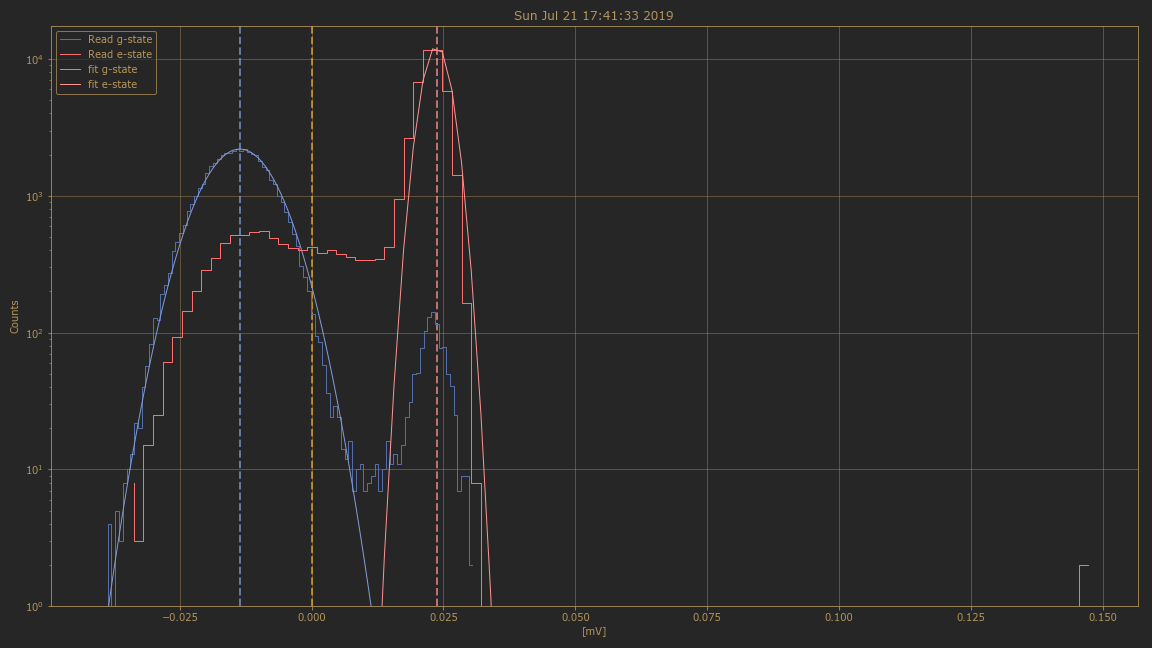 Sun Jul 21 17:41:33 2019
Read g-state
Read e-state
fit g-state
fit e-state
10⁴
10³
10²
10¹
10⁰
Counts
−0.025 0.000 0.025 0.050 0.075 0.100 0.125 0.150
[mV]